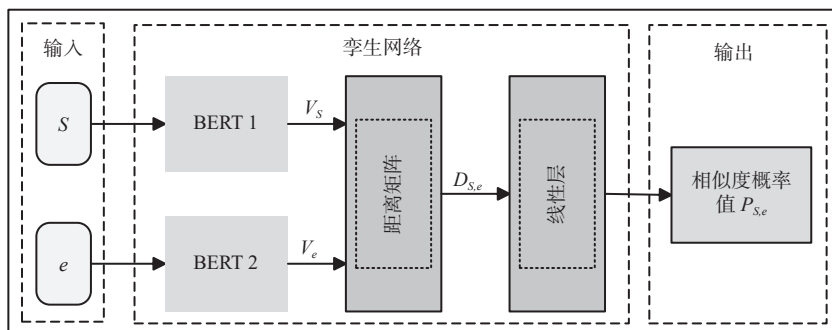 输入
孪生网络
输出
S
BERT 1
V_S
距离矩阵
D_{S,e}
线性层
相似度概率
值 P_{S,e}
e
BERT 2
V_e